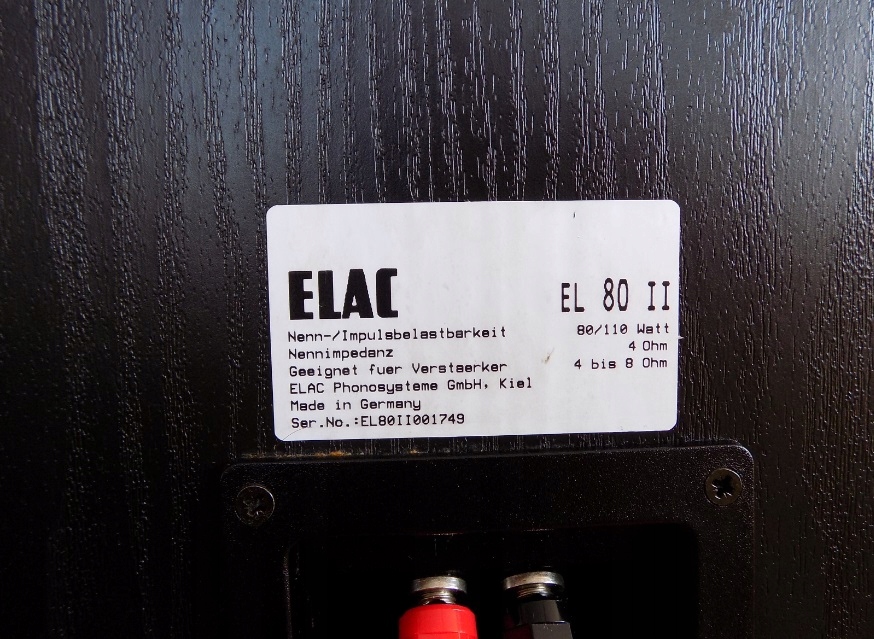 ELAC EL 80 II
Nenn-/Impulsbelastbarkeit 80/110 Watt
Nennimpedanz 4 Ohm
Geeignet fuer Verstaerker 4 bis 8 Ohm
ELAC Phonosysteme GmbH, Kiel
Made in Germany
Ser.No.:EL80II001749